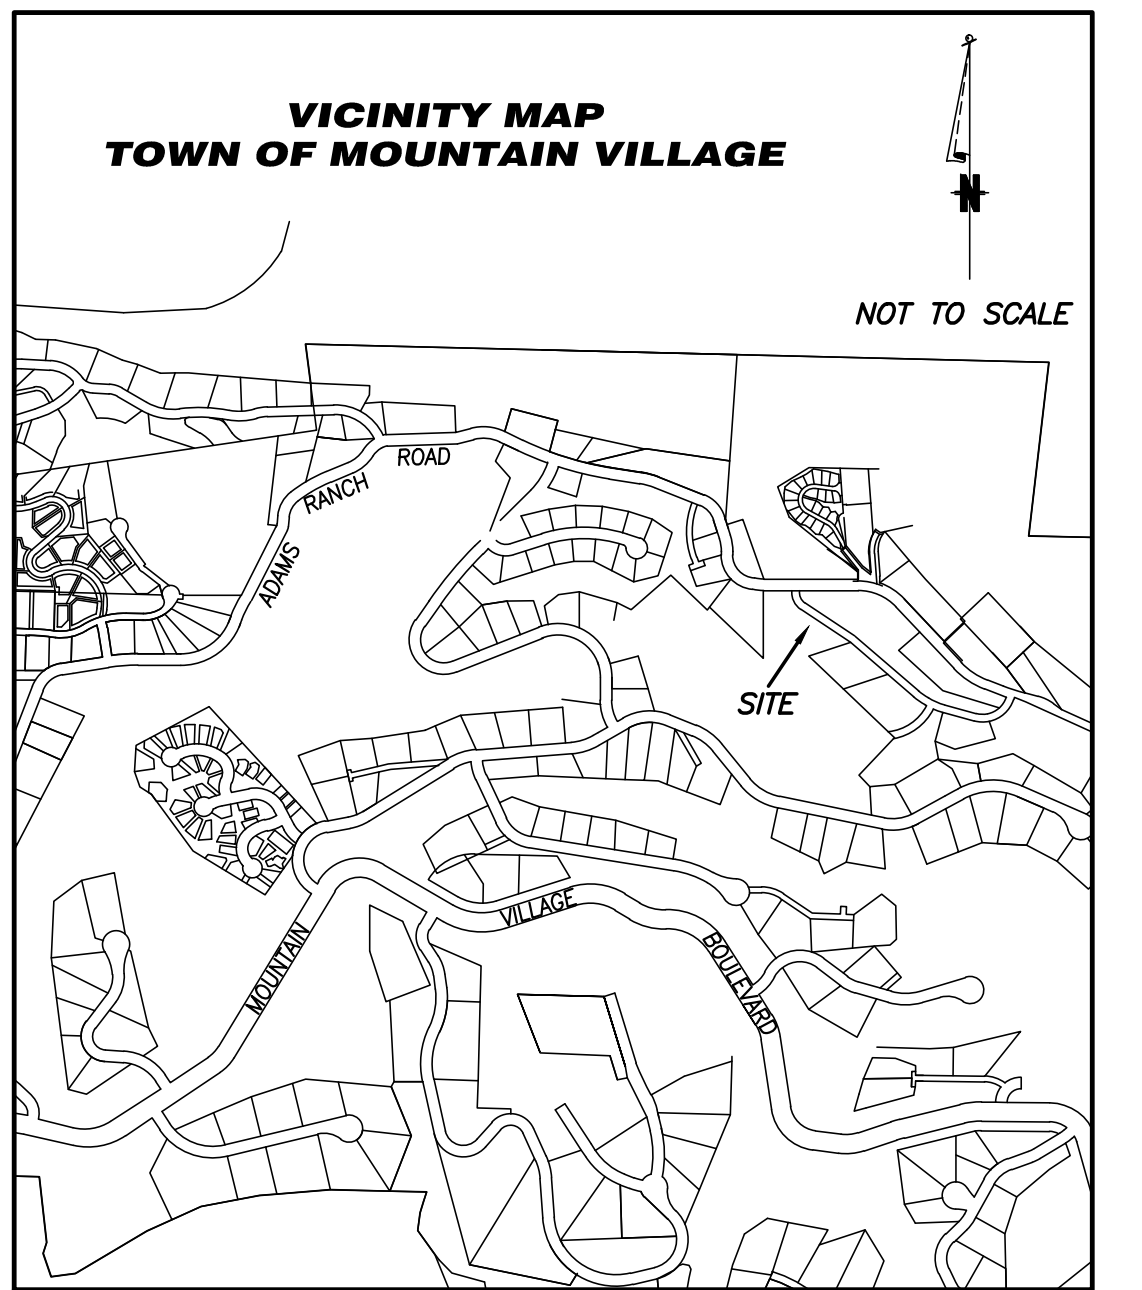 VICINITY MAP
TOWN OF MOUNTAIN VILLAGE
N
NOT TO SCALE
ROAD
RANCH
ADAMS
SITE
VILLAGE
MOUNTAIN
BOULEVARD